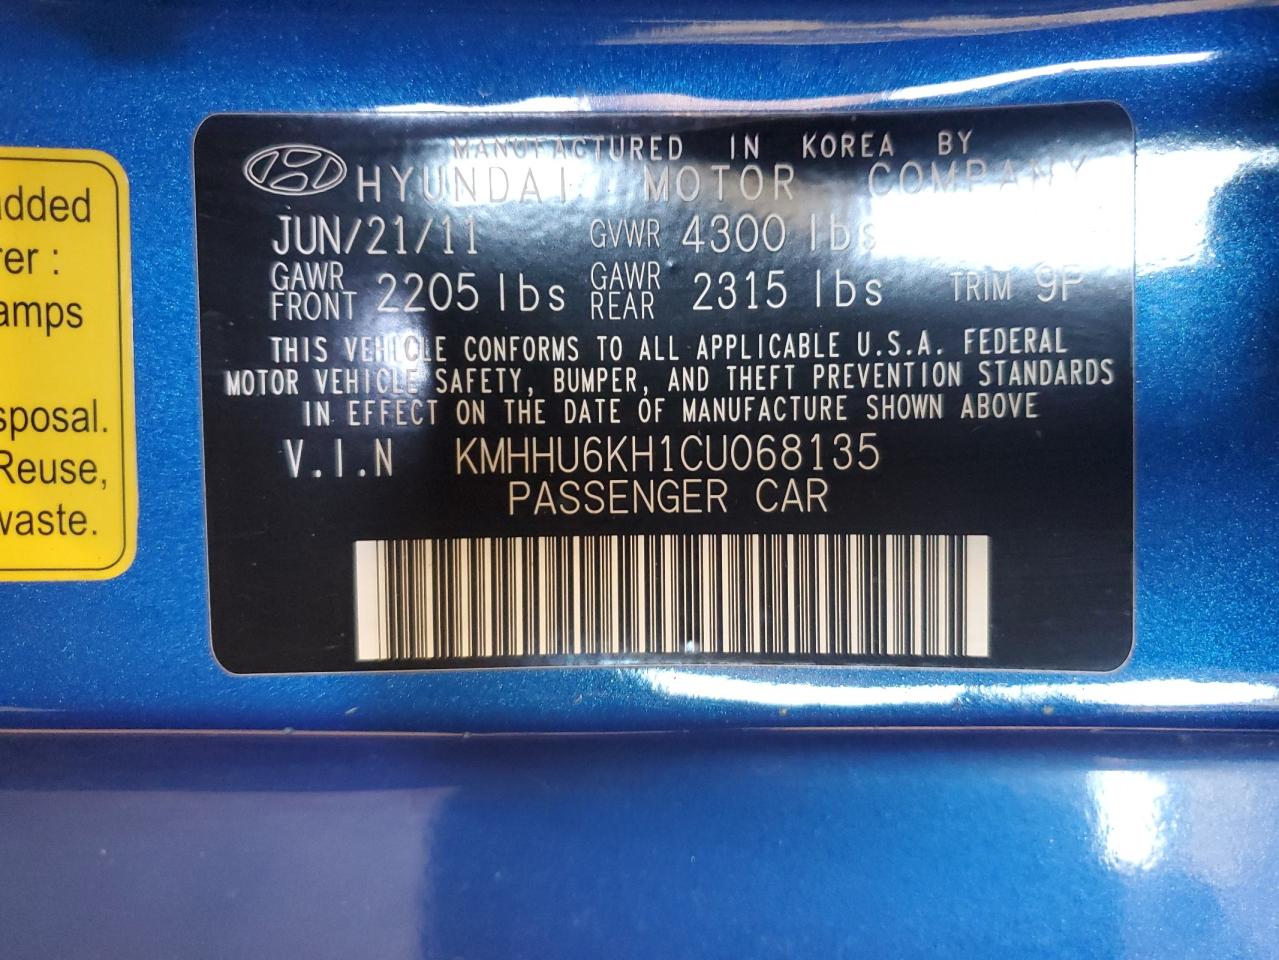 MANUFACTURED IN KOREA BY
HYUNDAI MOTOR COMPANY
JUN/21/11 GVWR 4300 lbs
GAWR FRONT 2205 lbs GAWR REAR 2315 lbs TRIM 9P
THIS VEHICLE CONFORMS TO ALL APPLICABLE U.S.A. FEDERAL
MOTOR VEHICLE SAFETY, BUMPER, AND THEFT PREVENTION STANDARDS
IN EFFECT ON THE DATE OF MANUFACTURE SHOWN ABOVE
V.I.N KMHHU6KH1CU068135
PASSENGER CAR
dded
rer :
amps
sposal.
Reuse,
waste.